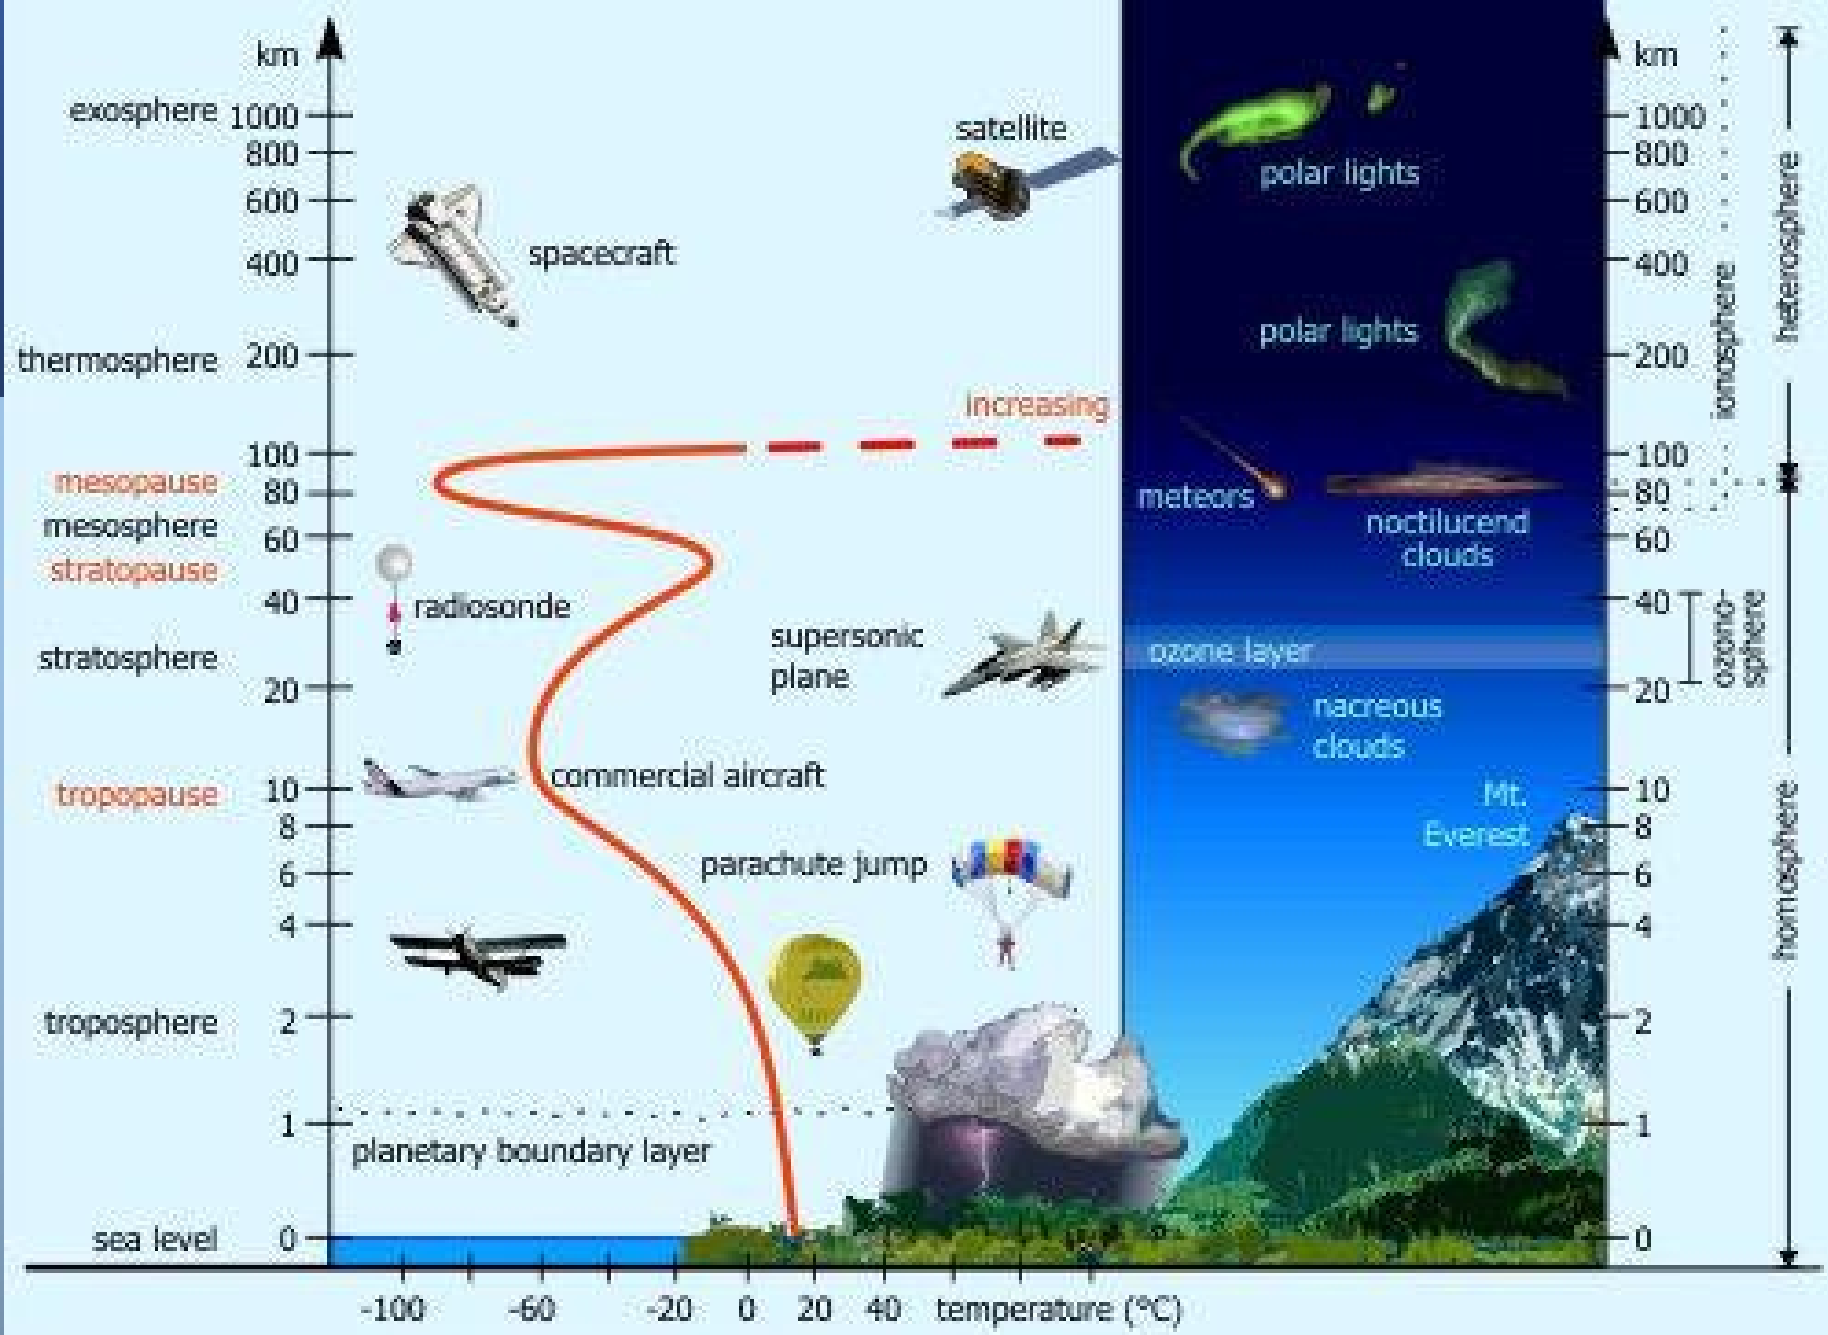 km
exosphere
1000
800
600
400
thermosphere
200
100
mesopause
80
mesosphere
60
stratopause
40
stratosphere
20
tropopause
10
8
6
4
troposphere
2
1
sea level
0
satellite
spacecraft
increasing
radiosonde
supersonic
plane
commercial aircraft
parachute jump
planetary boundary layer
-100
-60
-20
0
20
40
temperature (°C)
polar lights
polar lights
meteors
noctilucend
clouds
ozone layer
nacreous
clouds
Mt.
Everest
km
1000
800
600
400
200
100
80
60
40
20
10
8
6
4
2
1
0
ionosphere
heterosphere
ozono-
sphere
homosphere